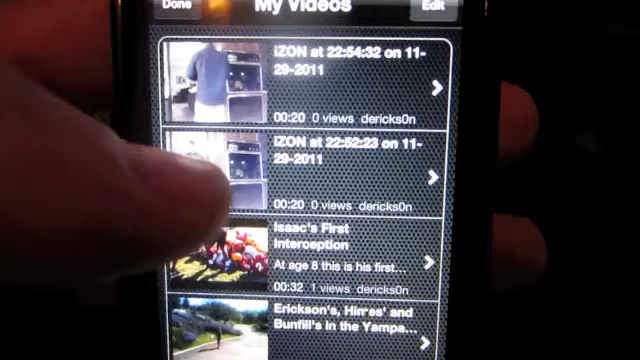 Done My Videos Edit
iZON at 22:54:32 on 11-
29-2011
00:20 0 views dericks0n
iZON at 22:52:23 on 11-
29-2011
00:20 0 views dericks0n
Isaac's First
Interception
At age 8 this is his first...
00:32 1 views dericks0n
Erickson's, Hirres' and
Bunfill's in the Yampa...